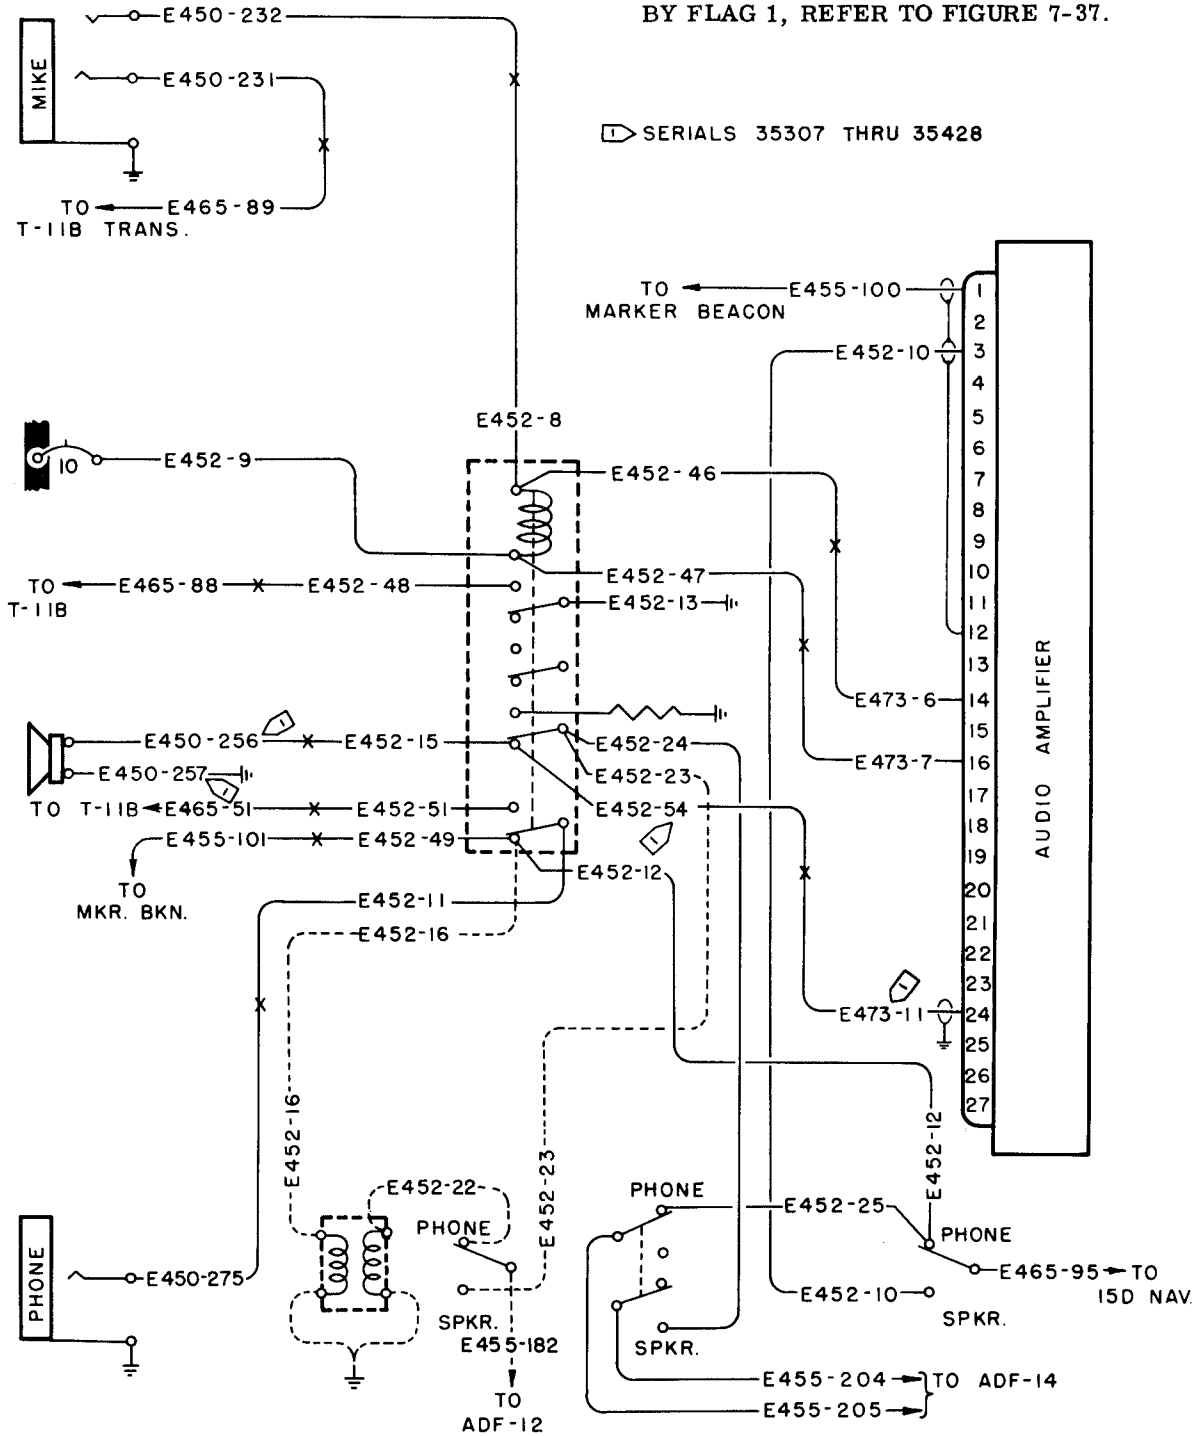 E450-232
BY FLAG 1, REFER TO FIGURE 7-37.
MIKE
E450-231
1 SERIALS 35307 THRU 35428
TO
T-11B TRANS.
E465-89
TO
MARKER BEACON
E455-100
E452-10
1
2
3
4
5
6
7
8
9
10
11
12
13
14
15
16
17
18
19
20
21
22
23
24
25
26
27
AUDIO AMPLIFIER
E452-8
10
E452-9
E452-46
TO
T-11B
E465-88
E452-48
E452-47
E452-13
E473-6
1
E450-256
E452-15
E452-24
E450-257
1
E452-23
E473-7
TO T-11B
E465-51
E452-51
E452-54
1
E455-101
E452-49
TO
MKR. BKN.
E452-12
E452-11
E452-16
1
E473-11
E452-16
E452-23
E452-12
E452-22
PHONE
PHONE
E452-25
PHONE
PHONE
E450-275
E465-95
TO
15D NAV.
E452-10
SPKR.
SPKR.
SPKR.
E455-182
TO
ADF-12
E455-204
TO ADF-14
E455-205